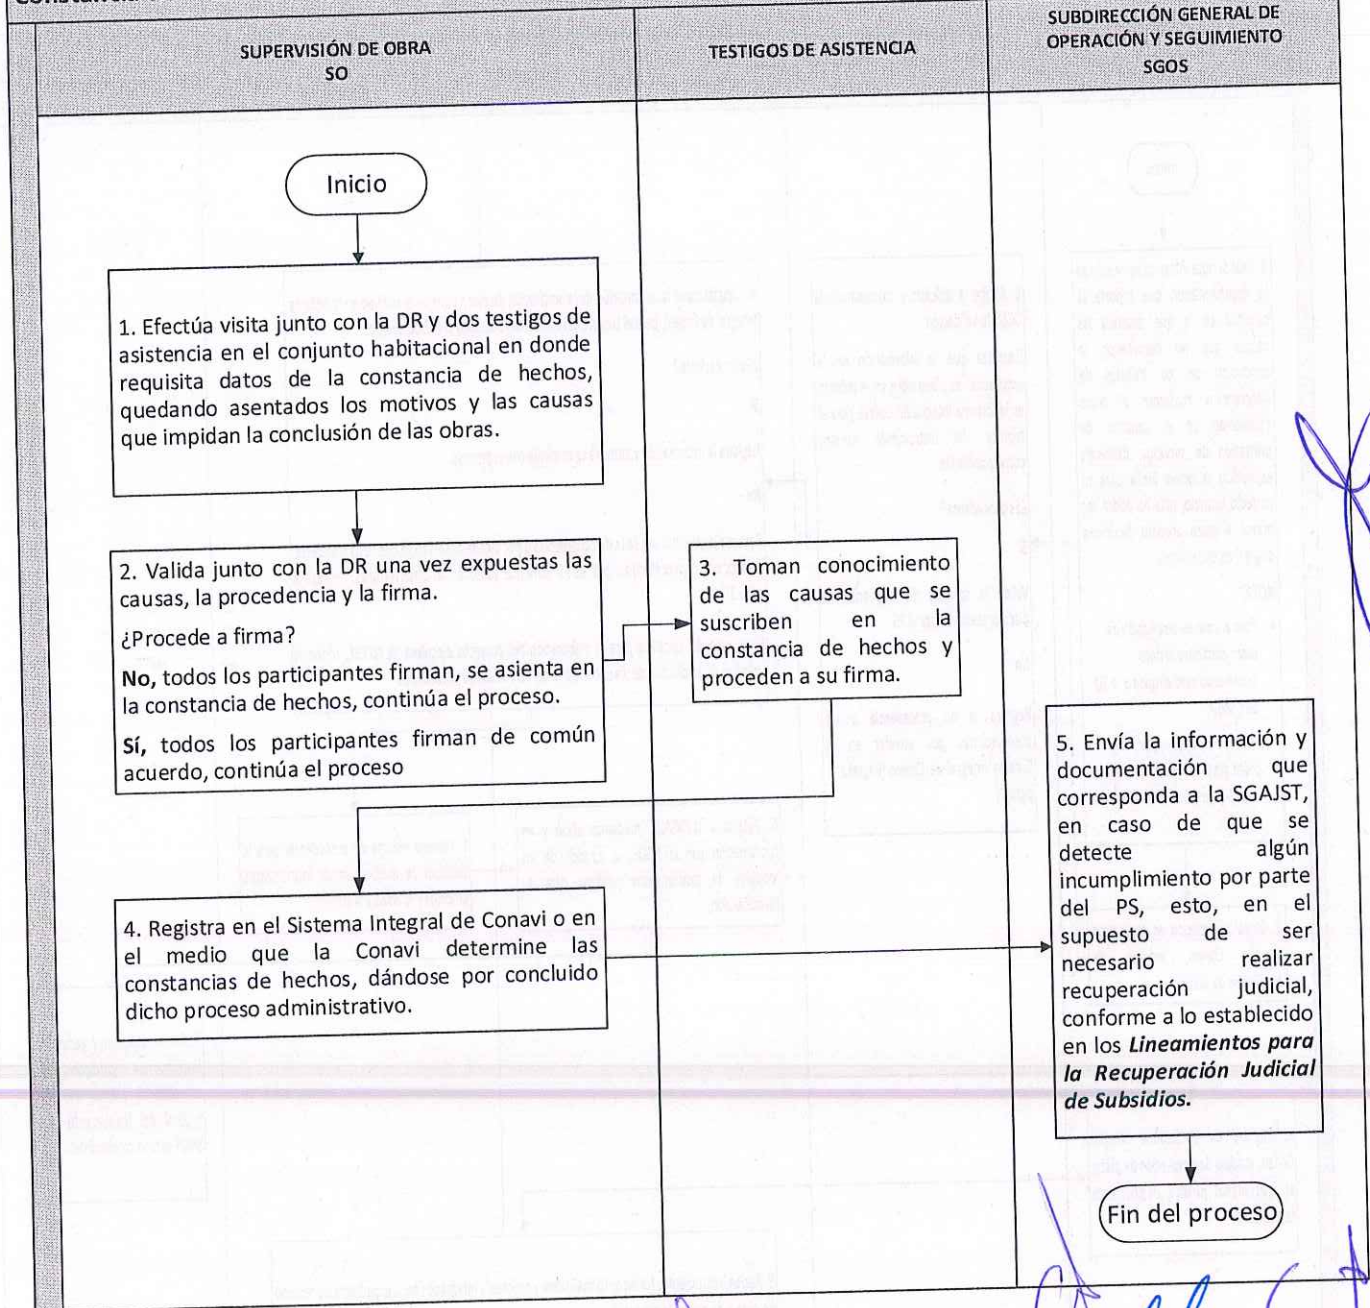 SUPERVISIÓN DE OBRA
SO
TESTIGOS DE ASISTENCIA
SUBDIRECCIÓN GENERAL DE
OPERACIÓN Y SEGUIMIENTO
SGOS
Inicio
1. Efectúa visita junto con la DR y dos testigos de
asistencia en el conjunto habitacional en donde
requisita datos de la constancia de hechos,
quedando asentados los motivos y las causas
que impidan la conclusión de las obras.
2. Valida junto con la DR una vez expuestas las
causas, la procedencia y la firma.
¿Procede a firma?
No, todos los participantes firman, se asienta en
la constancia de hechos, continúa el proceso.
Sí, todos los participantes firman de común
acuerdo, continúa el proceso
3. Toman conocimiento
de las causas que se
suscriben en la
constancia de hechos y
proceden a su firma.
4. Registra en el Sistema Integral de Conavi o en
el medio que la Conavi determine las
constancias de hechos, dándose por concluido
dicho proceso administrativo.
5. Envía la información y
documentación que
corresponda a la SGAJST,
en caso de que se
detecte algún
incumplimiento por parte
del PS, esto, en el
supuesto de ser
necesario realizar
recuperación judicial,
conforme a lo establecido
en los Lineamientos para
la Recuperación Judicial
de Subsidios.
Fin del proceso